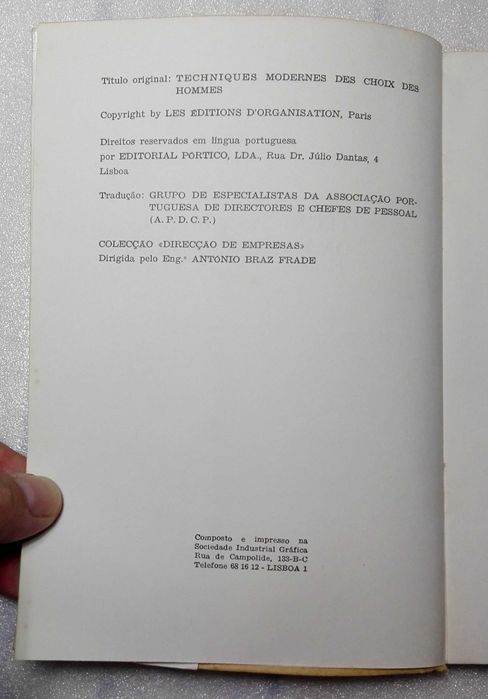 Título original: TECHNIQUES MODERNES DES CHOIX DES
HOMMES
Copyright by LES ÉDITIONS D'ORGANISATION, Paris
Direitos reservados em língua portuguesa
por EDITORIAL PÓRTICO, LDA., Rua Dr. Júlio Dantas, 4
Lisboa
Tradução: GRUPO DE ESPECIALISTAS DA ASSOCIAÇÃO POR-
TUGUESA DE DIRECTORES E CHEFES DE PESSOAL
(A. P. D. C. P.)
COLECÇÃO «DIRECÇÃO DE EMPRESAS»
Dirigida pelo Eng.º ANTÓNIO BRAZ FRADE
Composto e impresso na
Sociedade Industrial Gráfica
Rua de Campolide, 133-B-C
Telefone 68 16 12 - LISBOA 1